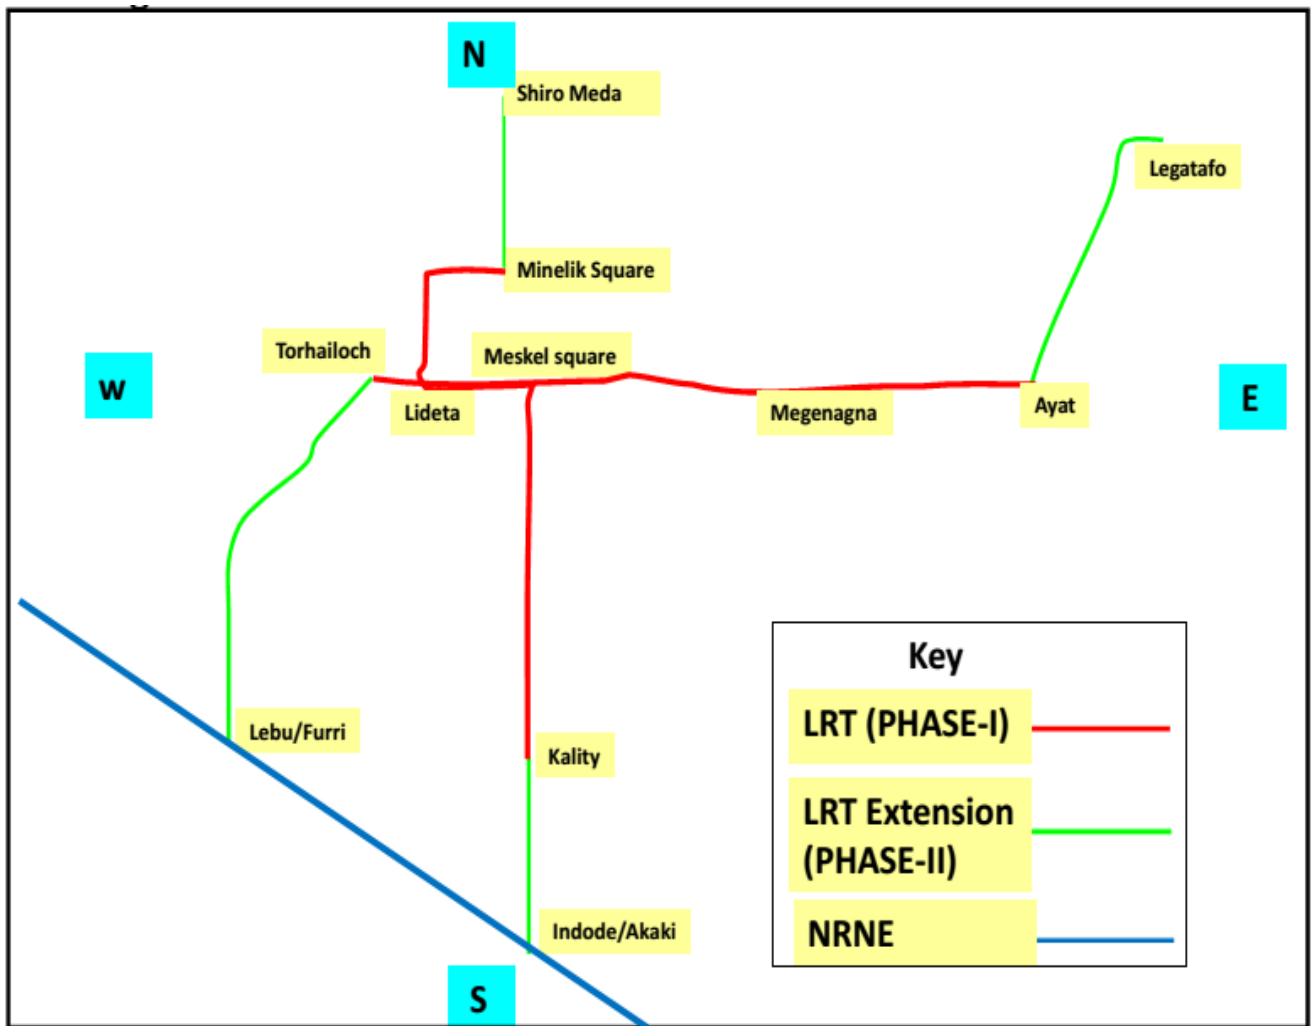 N
Shiro Meda
Legatafo
Minelik Square
Torhailoch
Meskel square
w
E
Lideta
Megenagna
Ayat
Lebu/Furri
Kality
Indode/Akaki
S
Key
LRT (PHASE-I)
LRT Extension
(PHASE-II)
NRNE